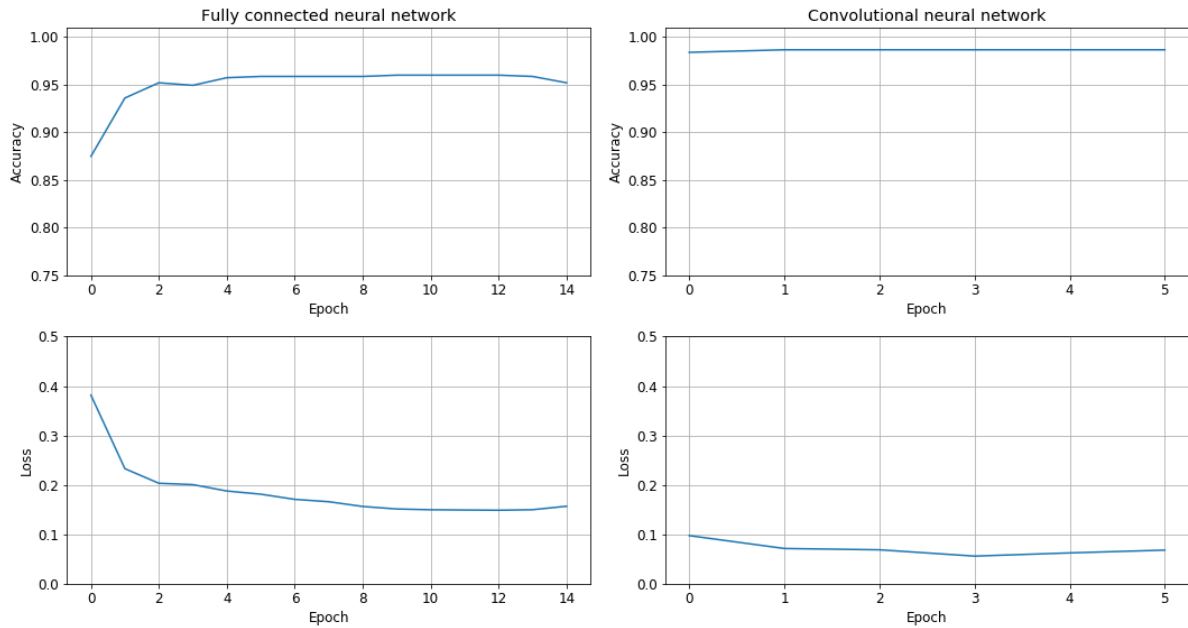 Fully connected neural network
1.00
0.95
0.90
0.85
0.80
0.75
Accuracy
0 2 4 6 8 10 12 14
Epoch
Convolutional neural network
1.00
0.95
0.90
0.85
0.80
0.75
Accuracy
0 1 2 3 4 5
Epoch
0.5
0.4
0.3
0.2
0.1
0.0
Loss
0 2 4 6 8 10 12 14
Epoch
0.5
0.4
0.3
0.2
0.1
0.0
Loss
0 1 2 3 4 5
Epoch